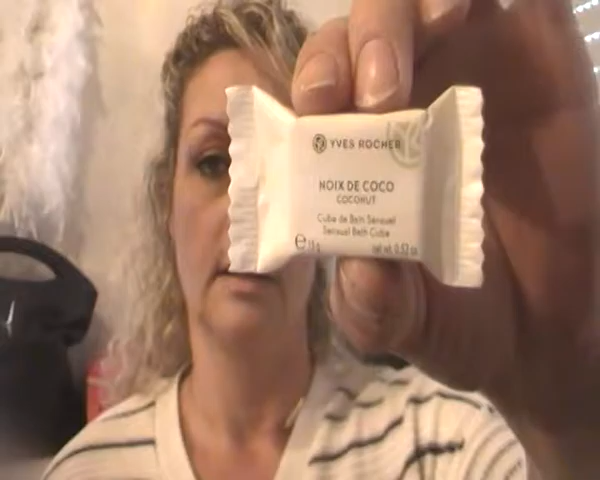 YVES ROCHER
NOIX DE COCO
COCONUT
Cube de Bain Sensuel
Sensual Bath Cube
℮ 15 g net wt. 0.52 oz